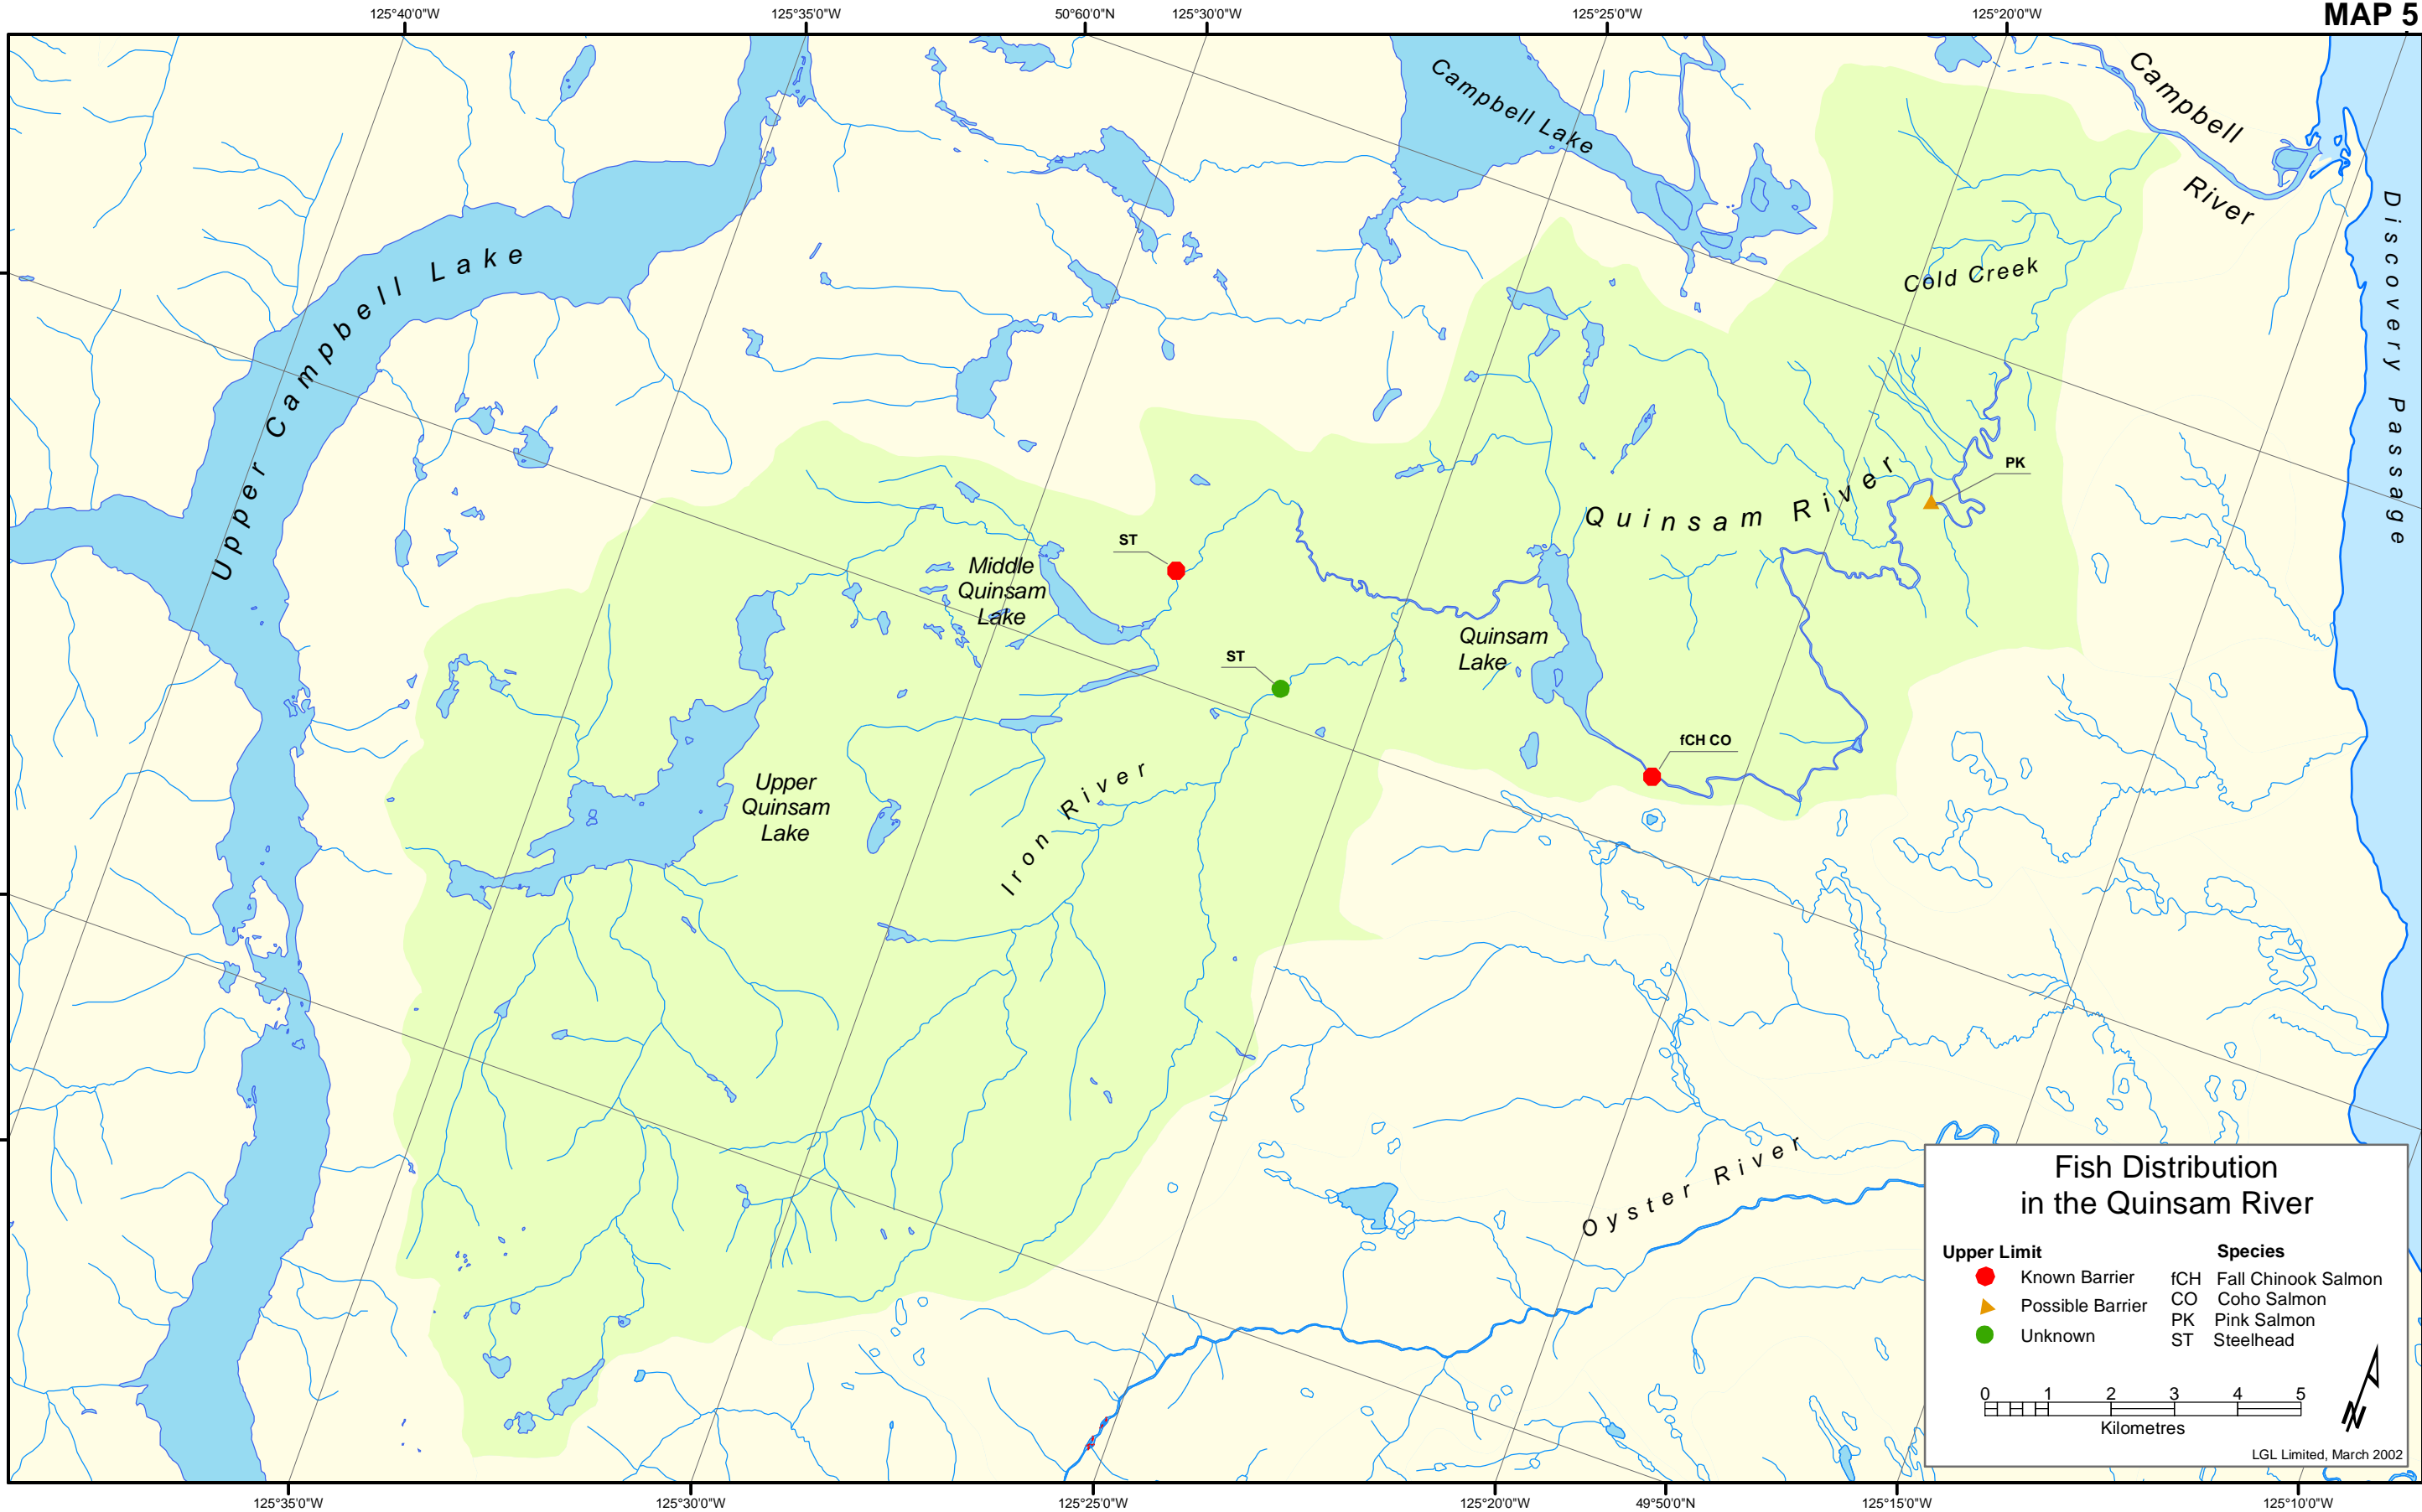 MAP 5
125°40'0"W
125°35'0"W
50°60'0"N
125°30'0"W
125°25'0"W
125°20'0"W
Campbell Lake
Campbell
River
Discovery Passage
Upper Campbell Lake
Cold Creek
Quinsam River
PK
ST
Middle
Quinsam
Lake
ST
Quinsam
Lake
fCH CO
Upper
Quinsam
Lake
Iron River
Oyster River
Fish Distribution
in the Quinsam River
Upper Limit
Known Barrier
Possible Barrier
Unknown
Species
fCH Fall Chinook Salmon
CO Coho Salmon
PK Pink Salmon
ST Steelhead
0 1 2 3 4 5
Kilometres
N
LGL Limited, March 2002
125°35'0"W
125°30'0"W
125°25'0"W
125°20'0"W
49°50'0"N
125°15'0"W
125°10'0"W